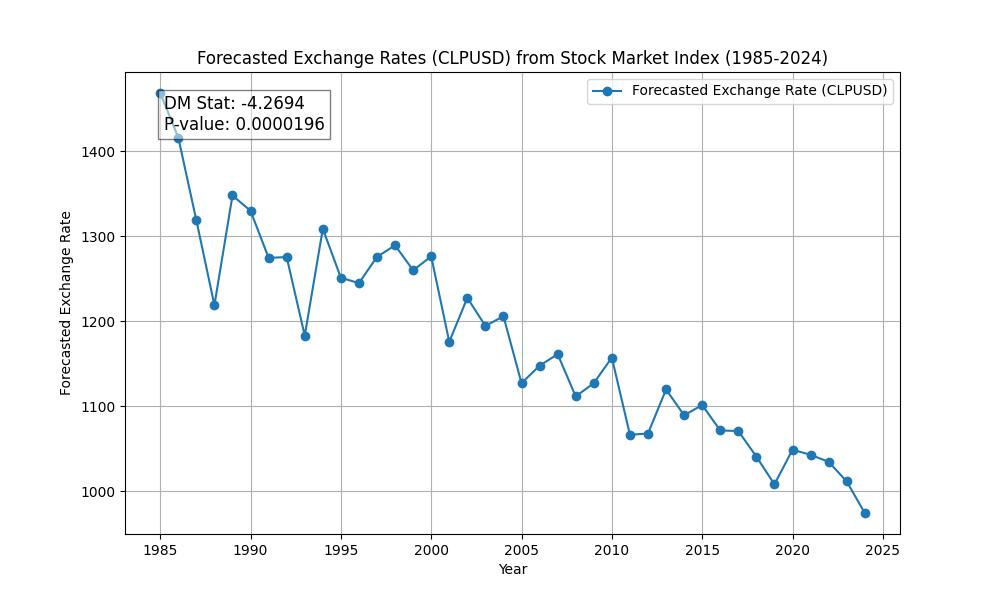 Forecasted Exchange Rates (CLPUSD) from Stock Market Index (1985-2024)
DM Stat: -4.2694
P-value: 0.0000196
Forecasted Exchange Rate (CLPUSD)
Forecasted Exchange Rate
1400
1300
1200
1100
1000
1985 1990 1995 2000 2005 2010 2015 2020 2025
Year